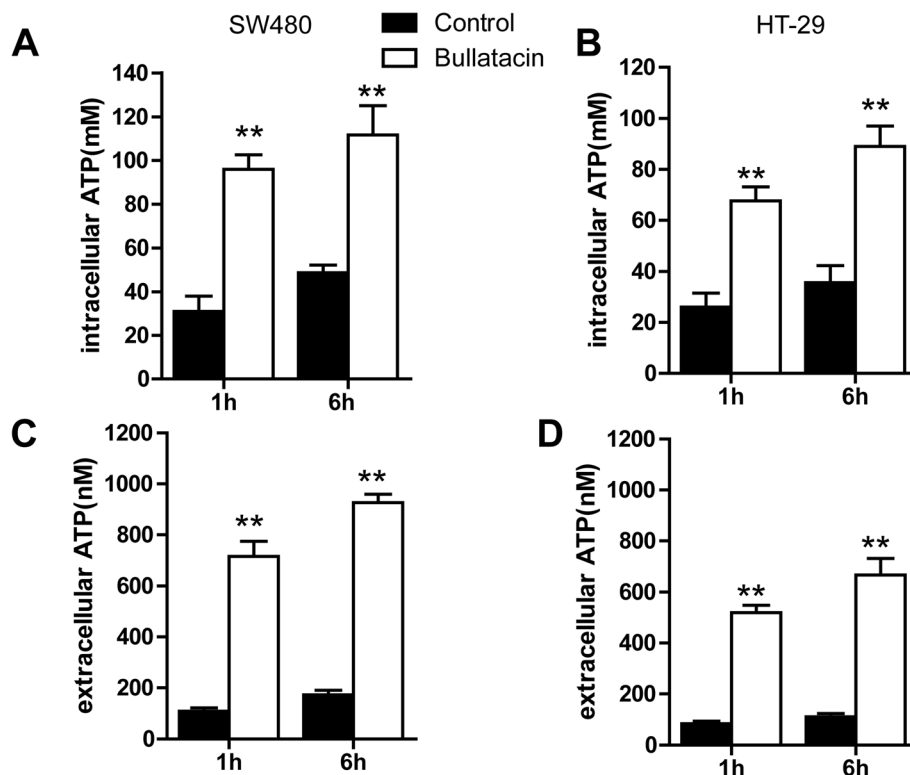 SW480
Control
Bullatacin
HT-29
A
intracellular ATP(mM)
140
120
100
80
60
40
20
0
**
**
1h
6h
B
intracellular ATP(mM)
120
100
80
60
40
20
0
**
**
1h
6h
C
extracellular ATP(nM)
1200
1000
800
600
400
200
0
**
**
1h
6h
D
extracellular ATP(nM)
1200
1000
800
600
400
200
0
**
**
1h
6h